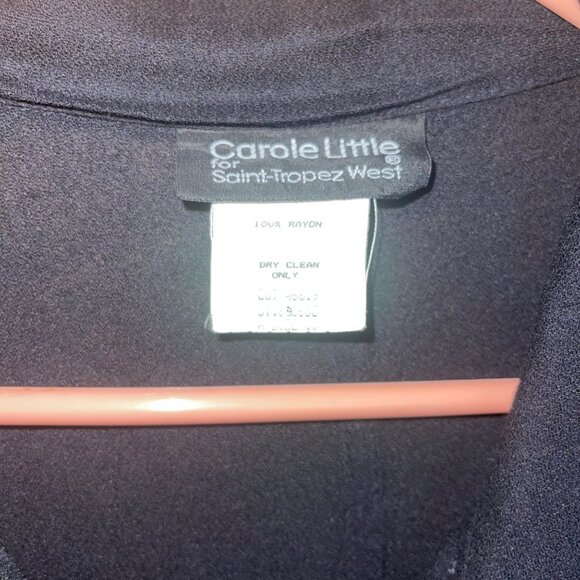 Carole Little®
for
Saint-Tropez West
100% RAYON
DRY CLEAN
ONLY